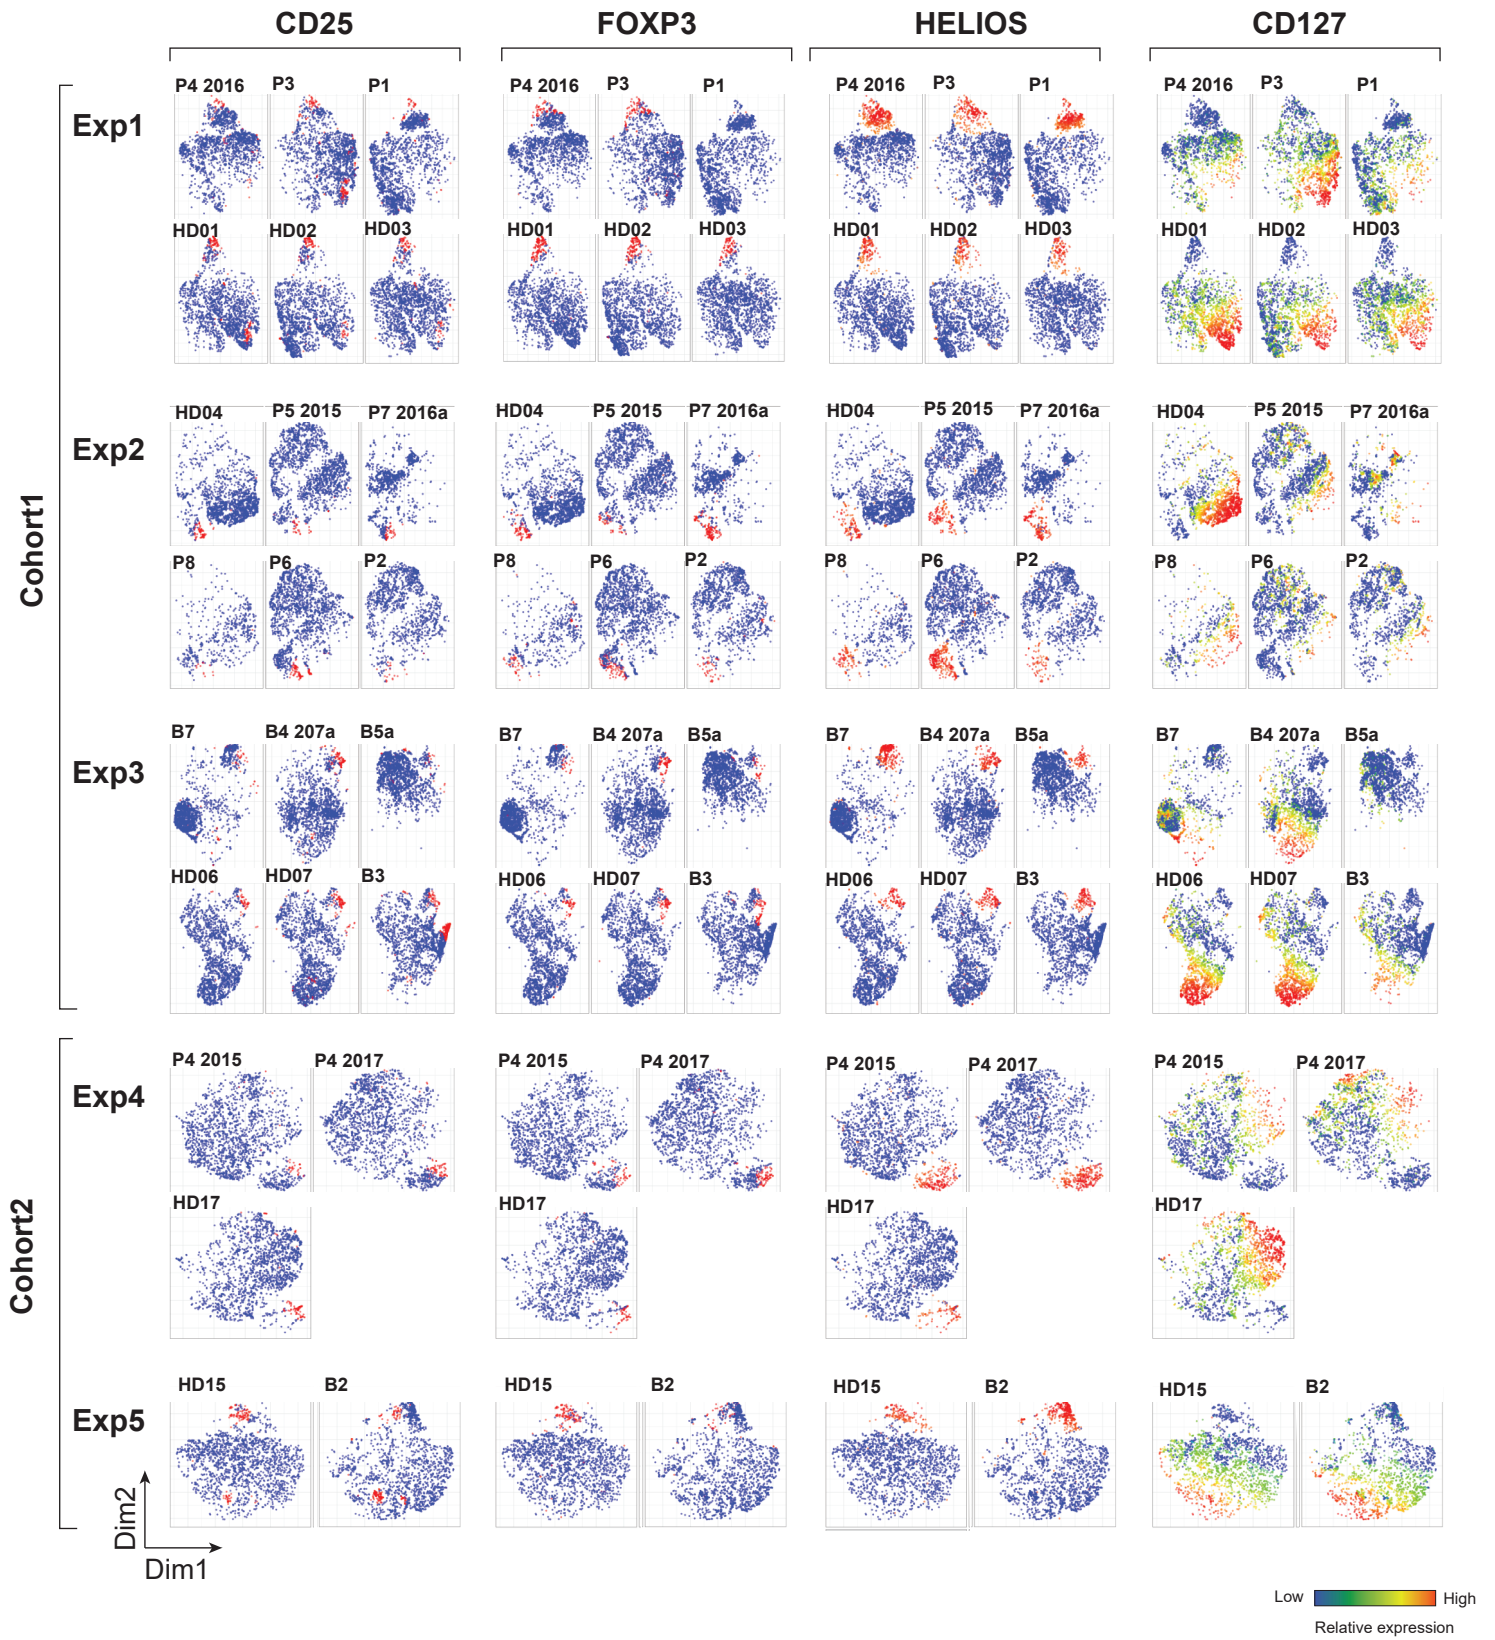 CD25 FOXP3 HELIOS CD127
Cohort1
Exp1
P4 2016 P3 P1 P4 2016 P3 P1 P4 2016 P3 P1 P4 2016 P3 P1
HD01 HD02 HD03 HD01 HD02 HD03 HD01 HD02 HD03 HD01 HD02 HD03
Exp2
HD04 P5 2015 P7 2016a HD04 P5 2015 P7 2016a HD04 P5 2015 P7 2016a HD04 P5 2015 P7 2016a
P8 P6 P2 P8 P6 P2 P8 P6 P2 P8 P6 P2
Exp3
B7 B4 207a B5a B7 B4 207a B5a B7 B4 207a B5a B7 B4 207a B5a
HD06 HD07 B3 HD06 HD07 B3 HD06 HD07 B3 HD06 HD07 B3
Cohort2
Exp4
P4 2015 P4 2017 P4 2015 P4 2017 P4 2015 P4 2017 P4 2015 P4 2017
HD17 HD17 HD17 HD17
Exp5
HD15 B2 HD15 B2 HD15 B2 HD15 B2
Dim2
Dim1
Low High
Relative expression